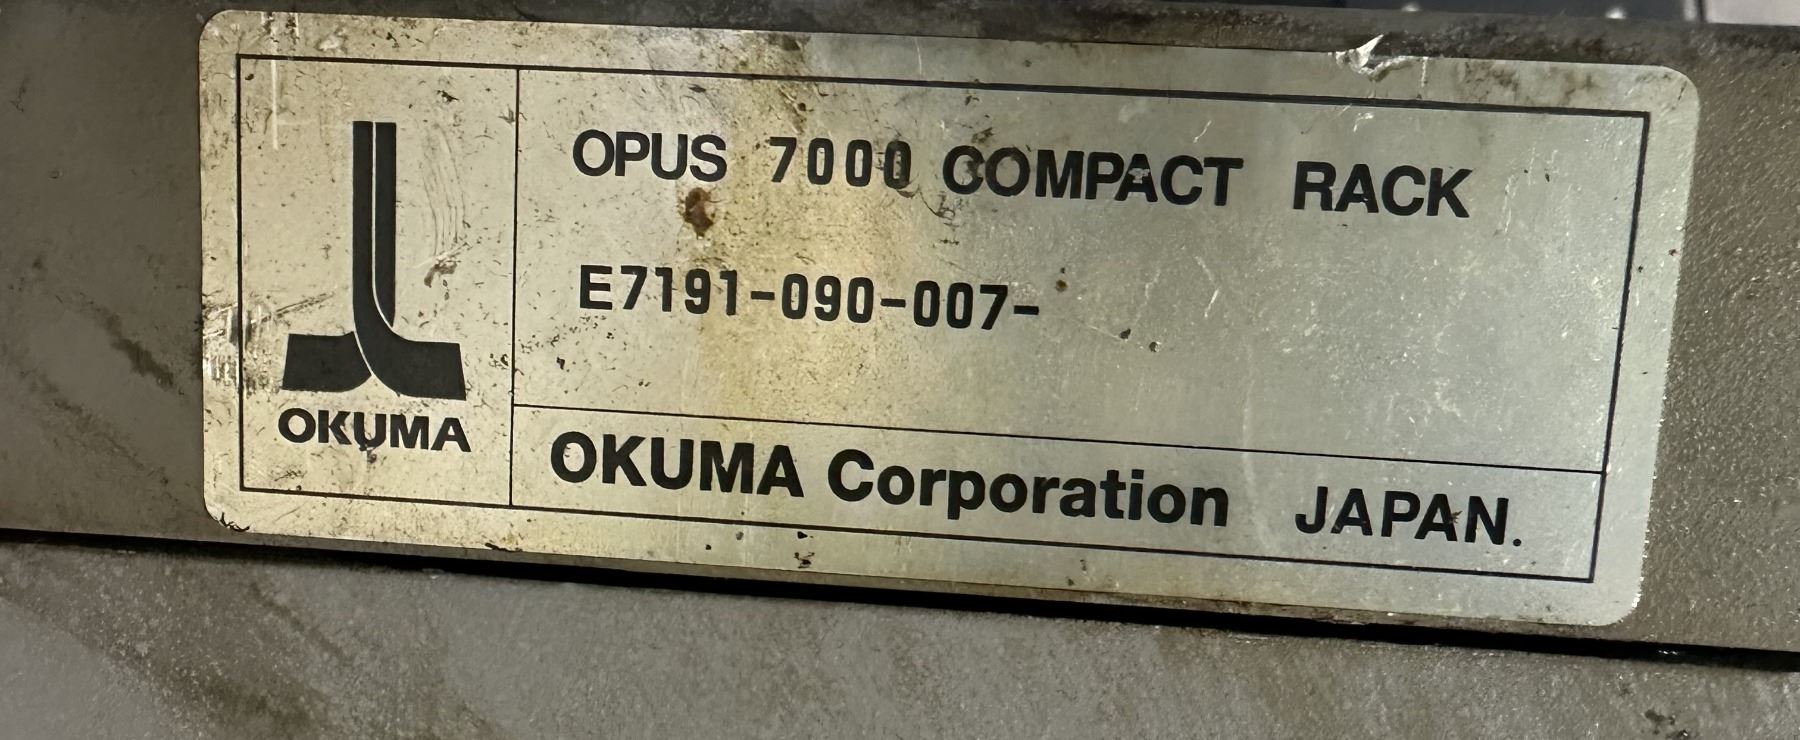 OPUS 7000 COMPACT RACK
E7191-090-007-
OKUMA
OKUMA Corporation JAPAN.